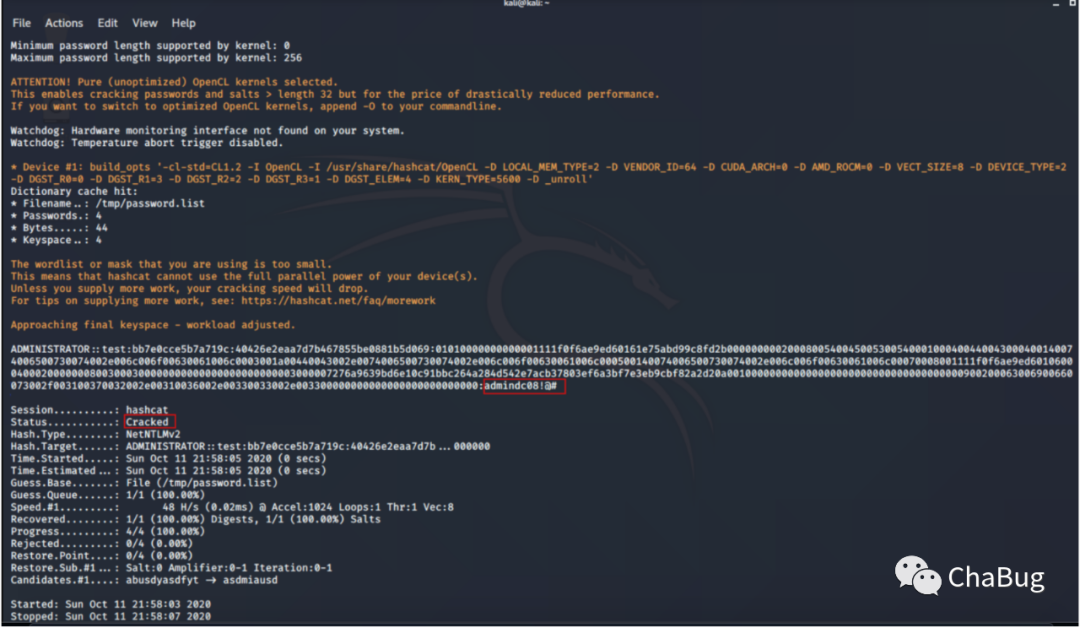 kali@kali: ~
File Actions Edit View Help
Minimum password length supported by kernel: 0
Maximum password length supported by kernel: 256
ATTENTION! Pure (unoptimized) OpenCL kernels selected.
This enables cracking passwords and salts > length 32 but for the price of drastically reduced performance.
If you want to switch to optimized OpenCL kernels, append -O to your commandline.
Watchdog: Hardware monitoring interface not found on your system.
Watchdog: Temperature abort trigger disabled.
* Device #1: build_opts '-cl-std=CL1.2 -I OpenCL -I /usr/share/hashcat/OpenCL -D LOCAL_MEM_TYPE=2 -D VENDOR_ID=64 -D CUDA_ARCH=0 -D AMD_ROCM=0 -D VECT_SIZE=8 -D DEVICE_TYPE=2
-D DGST_R0=0 -D DGST_R1=3 -D DGST_R2=2 -D DGST_R3=1 -D DGST_ELEM=4 -D KERN_TYPE=5600 -D _unroll'
Dictionary cache hit:
* Filename..: /tmp/password.list
* Passwords.: 4
* Bytes.....: 44
* Keyspace..: 4
The wordlist or mask that you are using is too small.
This means that hashcat cannot use the full parallel power of your device(s).
Unless you supply more work, your cracking speed will drop.
For tips on supplying more work, see: https://hashcat.net/faq/morework
Approaching final keyspace - workload adjusted.
ADMINISTRATOR::test:bb7e0cce5b7a719c:40426e2eaa7d7b467855be0881b5d069:
:admindc08!@#
Session..........: hashcat
Status...........: Cracked
Hash.Type........: NetNTLMv2
Hash.Target......: ADMINISTRATOR::test:bb7e0cce5b7a719c:40426e2eaa7d7b...000000
Time.Started.....: Sun Oct 11 21:58:05 2020 (0 secs)
Time.Estimated...: Sun Oct 11 21:58:05 2020 (0 secs)
Guess.Base.......: File (/tmp/password.list)
Guess.Queue......: 1/1 (100.00%)
Speed.#1.........: 48 H/s (0.02ms) @ Accel:1024 Loops:1 Thr:1 Vec:8
Recovered........: 1/1 (100.00%) Digests, 1/1 (100.00%) Salts
Progress.........: 4/4 (100.00%)
Rejected.........: 0/4 (0.00%)
Restore.Point....: 0/4 (0.00%)
Restore.Sub.#1...: Salt:0 Amplifier:0-1 Iteration:0-1
Candidates.#1....: abusdyasdfyt -> asdmiausd
Started: Sun Oct 11 21:58:03 2020
Stopped: Sun Oct 11 21:58:07 2020
ChaBug